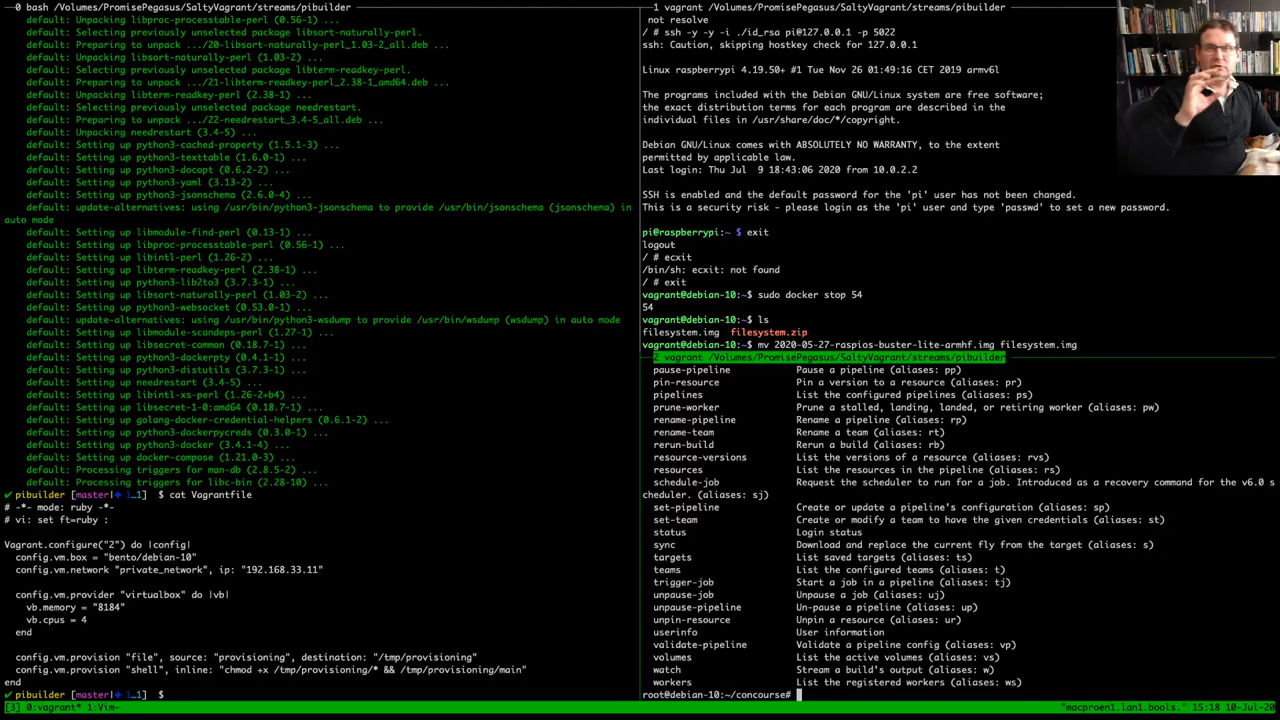 0 bash /Volumes/PromisePegasus/SaltyVagrant/streams/pibuilder
default: Unpacking libproc-processtable-perl (0.56-1) ...
default: Selecting previously unselected package libsort-naturally-perl.
default: Preparing to unpack .../20-libsort-naturally-perl_1.03-2_all.deb ...
default: Unpacking libsort-naturally-perl (1.03-2) ...
default: Selecting previously unselected package libterm-readkey-perl.
default: Preparing to unpack .../21-libterm-readkey-perl_2.38-1_amd64.deb ...
default: Unpacking libterm-readkey-perl (2.38-1) ...
default: Selecting previously unselected package needrestart.
default: Preparing to unpack .../22-needrestart_3.4-5_all.deb ...
default: Unpacking needrestart (3.4-5) ...
default: Setting up python3-cached-property (1.5.1-3) ...
default: Setting up python3-texttable (1.6.0-1) ...
default: Setting up python3-docopt (0.6.2-2) ...
default: Setting up python3-yaml (3.13-2) ...
default: Setting up python3-jsonschema (2.6.0-4) ...
default: update-alternatives: using /usr/bin/python3-jsonschema to provide /usr/bin/jsonschema (jsonschema) in
auto mode
default: Setting up libmodule-find-perl (0.13-1) ...
default: Setting up libproc-processtable-perl (0.56-1) ...
default: Setting up libintl-perl (1.26-2) ...
default: Setting up libterm-readkey-perl (2.38-1) ...
default: Setting up python3-lib2to3 (3.7.3-1) ...
default: Setting up libsort-naturally-perl (1.03-2) ...
default: Setting up python3-websocket (0.53.0-1) ...
default: update-alternatives: using /usr/bin/python3-wsdump to provide /usr/bin/wsdump (wsdump) in auto mode
default: Setting up libmodule-scandeps-perl (1.27-1) ...
default: Setting up libsecret-common (0.18.7-1) ...
default: Setting up python3-dockerpty (0.4.1-4) ...
default: Setting up python3-distutils (3.7.3-1) ...
default: Setting up needrestart (3.4-5) ...
default: Setting up libintl-xs-perl (1.26-2+b4) ...
default: Setting up libsecret-1-0:amd64 (0.18.7-1) ...
default: Setting up golang-docker-credential-helpers (0.6.1-2) ...
default: Setting up python3-dockerpycreds (0.3.0-1) ...
default: Setting up python3-docker (3.4.1-4) ...
default: Setting up docker-compose (1.21.0-3) ...
default: Processing triggers for man-db (2.8.5-2) ...
default: Processing triggers for libc-bin (2.28-10) ...
✔ pibuilder [master|✚ 1…1] $ cat Vagrantfile
# -*- mode: ruby -*-
# vi: set ft=ruby :
Vagrant.configure("2") do |config|
config.vm.box = "bento/debian-10"
config.vm.network "private_network", ip: "192.168.33.11"
config.vm.provider "virtualbox" do |vb|
vb.memory = "8184"
vb.cpus = 4
end
config.vm.provision "file", source: "provisioning", destination: "/tmp/provisioning"
config.vm.provision "shell", inline: "chmod +x /tmp/provisioning/* && /tmp/provisioning/main"
end
✔ pibuilder [master|✚ 1…1] $
1 vagrant /Volumes/PromisePegasus/SaltyVagrant/streams/pibuilder
not resolve
/ # ssh -y -y -i ./id_rsa pi@127.0.0.1 -p 5022
ssh: Caution, skipping hostkey check for 127.0.0.1
Linux raspberrypi 4.19.50+ #1 Tue Nov 26 01:49:16 CET 2019 armv6l
The programs included with the Debian GNU/Linux system are free software;
the exact distribution terms for each program are described in the
individual files in /usr/share/doc/*/copyright.
Debian GNU/Linux comes with ABSOLUTELY NO WARRANTY, to the extent
permitted by applicable law.
Last login: Thu Jul  9 18:43:06 2020 from 10.0.2.2
SSH is enabled and the default password for the 'pi' user has not been changed.
This is a security risk - please login as the 'pi' user and type 'passwd' to set a new password.
pi@raspberrypi:~ $ exit
logout
/ # ecxit
/bin/sh: ecxit: not found
/ # exit
vagrant@debian-10:~$ sudo docker stop 54
54
vagrant@debian-10:~$ ls
filesystem.img  filesystem.zip
vagrant@debian-10:~$ mv 2020-05-27-raspios-buster-lite-armhf.img filesystem.img
2 vagrant /Volumes/PromisePegasus/SaltyVagrant/streams/pibuilder
pause-pipeline Pause a pipeline (aliases: pp)
pin-resource Pin a version to a resource (aliases: pr)
pipelines List the configured pipelines (aliases: ps)
prune-worker Prune a stalled, landing, landed, or retiring worker (aliases: pw)
rename-pipeline Rename a pipeline (aliases: rp)
rename-team Rename a team (aliases: rt)
rerun-build Rerun a build (aliases: rb)
resource-versions List the versions of a resource (aliases: rvs)
resources List the resources in the pipeline (aliases: rs)
schedule-job Request the scheduler to run for a job. Introduced as a recovery command for the v6.0 s
cheduler. (aliases: sj)
set-pipeline Create or update a pipeline's configuration (aliases: sp)
set-team Create or modify a team to have the given credentials (aliases: st)
status Login status
sync Download and replace the current fly from the target (aliases: s)
targets List saved targets (aliases: ts)
teams List the configured teams (aliases: t)
trigger-job Start a job in a pipeline (aliases: tj)
unpause-job Unpause a job (aliases: uj)
unpause-pipeline Un-pause a pipeline (aliases: up)
unpin-resource Unpin a resource (aliases: ur)
userinfo User information
validate-pipeline Validate a pipeline config (aliases: vp)
volumes List the active volumes (aliases: vs)
watch Stream a build's output (aliases: w)
workers List the registered workers (aliases: ws)
root@debian-10:~/concourse#
[3] 0:vagrant* 1:Vim- "macproen1.lan1.bools." 15:18 10-Jul-20